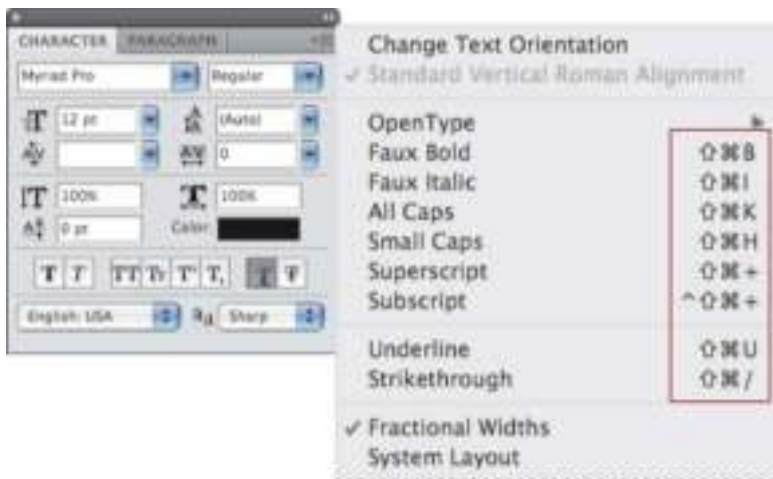 CHARACTER PARAGRAPH
Myriad Pro Regular
12 pt (Auto)
0
100% 100%
0 pt Color:
T T TT Tr T' T, T T
English: USA aa Sharp
Change Text Orientation
✓ Standard Vertical Roman Alignment
OpenType
Faux Bold ⇧⌘B
Faux Italic ⇧⌘I
All Caps ⇧⌘K
Small Caps ⇧⌘H
Superscript ⇧⌘+
Subscript ^⇧⌘+
Underline ⇧⌘U
Strikethrough ⇧⌘/
✓ Fractional Widths
System Layout